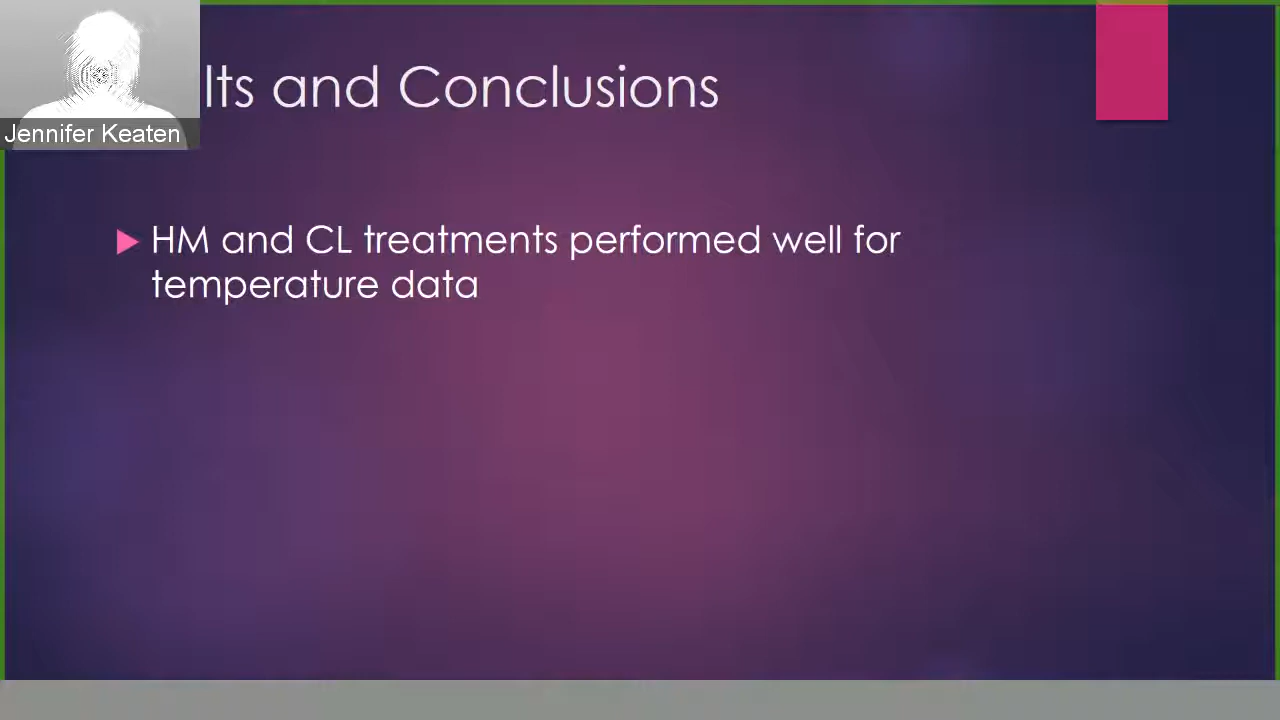 lts and Conclusions
Jennifer Keaten
HM and CL treatments performed well for
temperature data